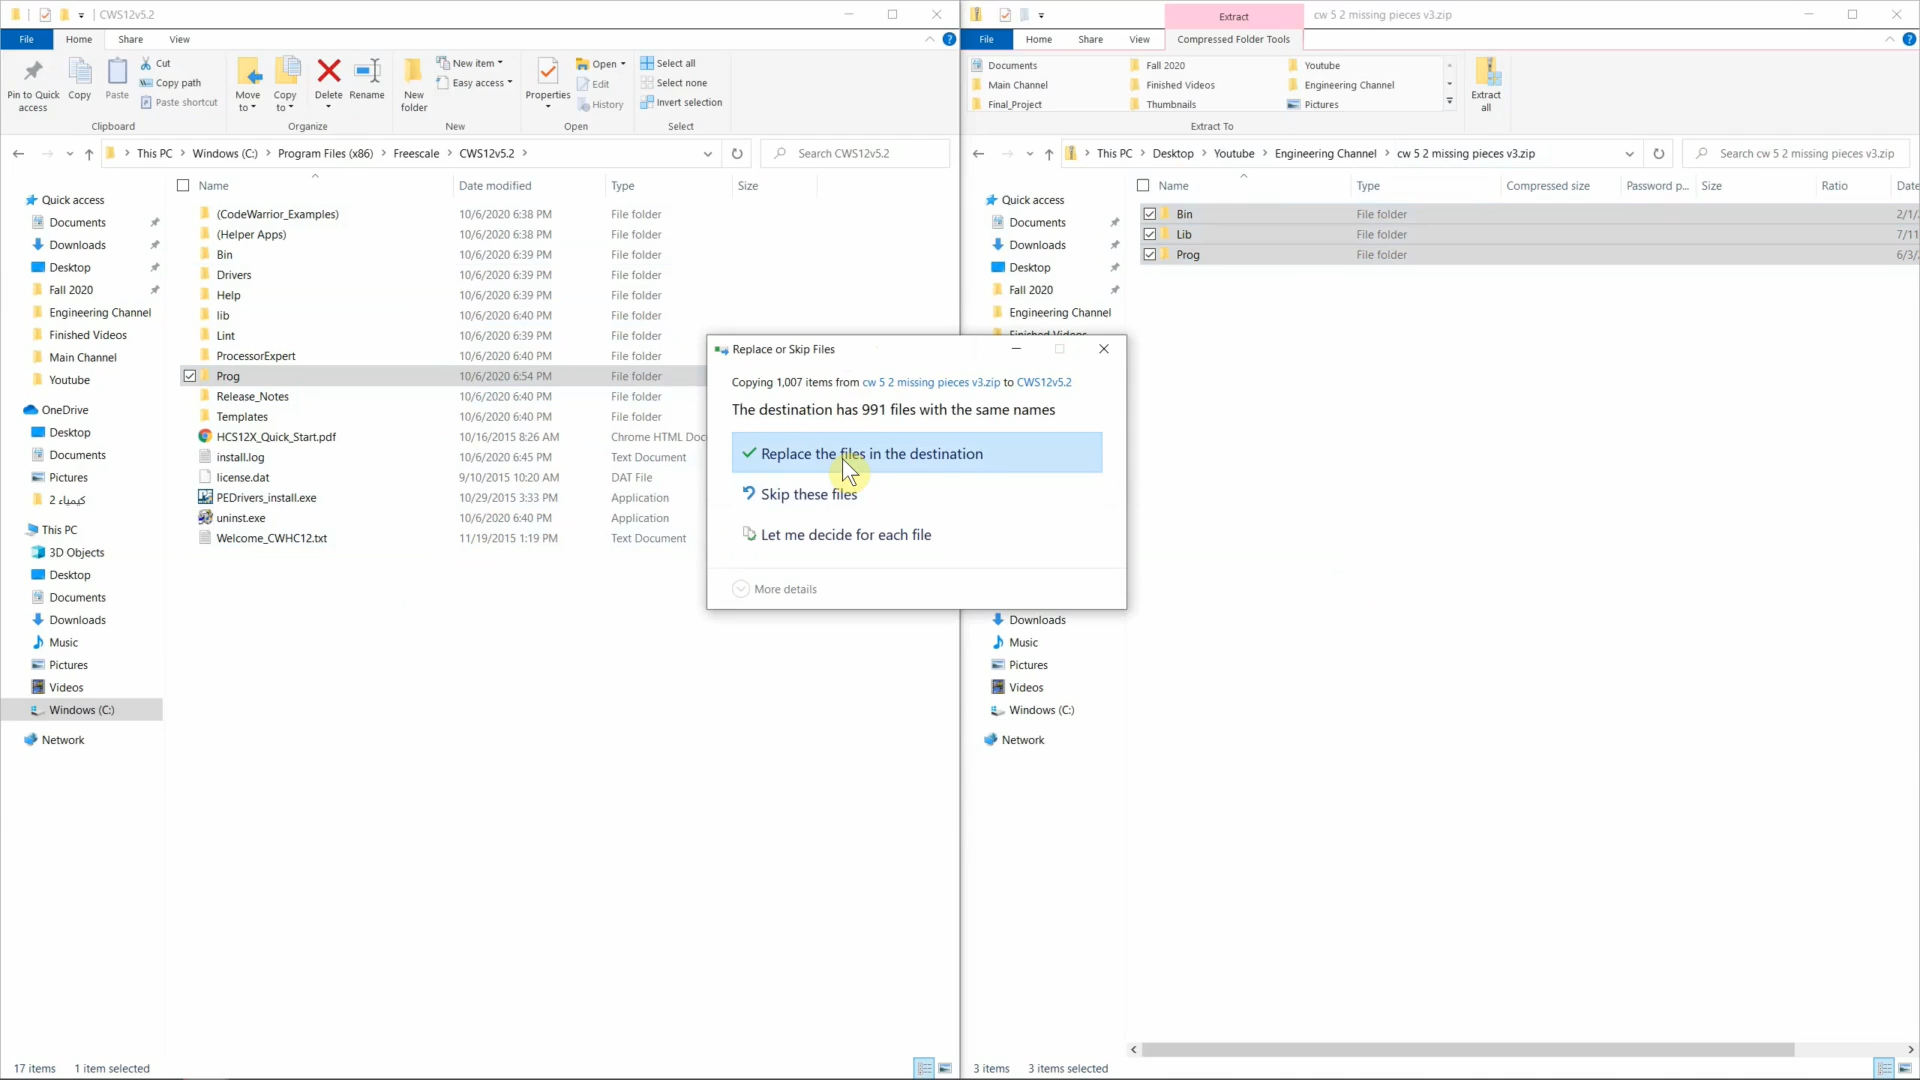 CWS12v5.2
File
Home
Share
View
Pin to Quick access
Copy
Paste
Cut
Copy path
Paste shortcut
Clipboard
Move to
Copy to
Delete
Rename
Organize
New folder
New item
Easy access
New
Properties
Open
Edit
History
Open
Select all
Select none
Invert selection
Select
This PC > Windows (C:) > Program Files (x86) > Freescale > CWS12v5.2 >
Search CWS12v5.2
Quick access
Documents
Downloads
Desktop
Fall 2020
Engineering Channel
Finished Videos
Main Channel
Youtube
OneDrive
Desktop
Documents
Pictures
كيمياء 2
This PC
3D Objects
Desktop
Documents
Downloads
Music
Pictures
Videos
Windows (C:)
Network
Name Date modified Type Size
(CodeWarrior_Examples) 10/6/2020 6:38 PM File folder
(Helper Apps) 10/6/2020 6:38 PM File folder
Bin 10/6/2020 6:39 PM File folder
Drivers 10/6/2020 6:39 PM File folder
Help 10/6/2020 6:39 PM File folder
lib 10/6/2020 6:40 PM File folder
Lint 10/6/2020 6:39 PM File folder
ProcessorExpert 10/6/2020 6:40 PM File folder
Prog 10/6/2020 6:54 PM File folder
Release_Notes 10/6/2020 6:40 PM File folder
Templates 10/6/2020 6:40 PM File folder
HCS12X_Quick_Start.pdf 10/16/2015 8:26 AM Chrome HTML Doc
install.log 10/6/2020 6:45 PM Text Document
license.dat 9/10/2015 10:20 AM DAT File
PEDrivers_install.exe 10/29/2015 3:33 PM Application
uninst.exe 10/6/2020 6:40 PM Application
Welcome_CWHC12.txt 11/19/2015 1:19 PM Text Document
17 items 1 item selected
Replace or Skip Files
Copying 1,007 items from cw 5 2 missing pieces v3.zip to CWS12v5.2
The destination has 991 files with the same names
Replace the files in the destination
Skip these files
Let me decide for each file
More details
Extract
cw 5 2 missing pieces v3.zip
File
Home
Share
View
Compressed Folder Tools
Documents
Main Channel
Final_Project
Fall 2020
Finished Videos
Thumbnails
Youtube
Engineering Channel
Pictures
Extract To
Extract all
This PC > Desktop > Youtube > Engineering Channel > cw 5 2 missing pieces v3.zip
Search cw 5 2 missing pieces v3.zip
Quick access
Documents
Downloads
Desktop
Fall 2020
Engineering Channel
Finished Videos
Downloads
Music
Pictures
Videos
Windows (C:)
Network
Name Type Compressed size Password p... Size Ratio Date
Bin File folder 2/1/
Lib File folder 7/11
Prog File folder 6/3/
3 items 3 items selected